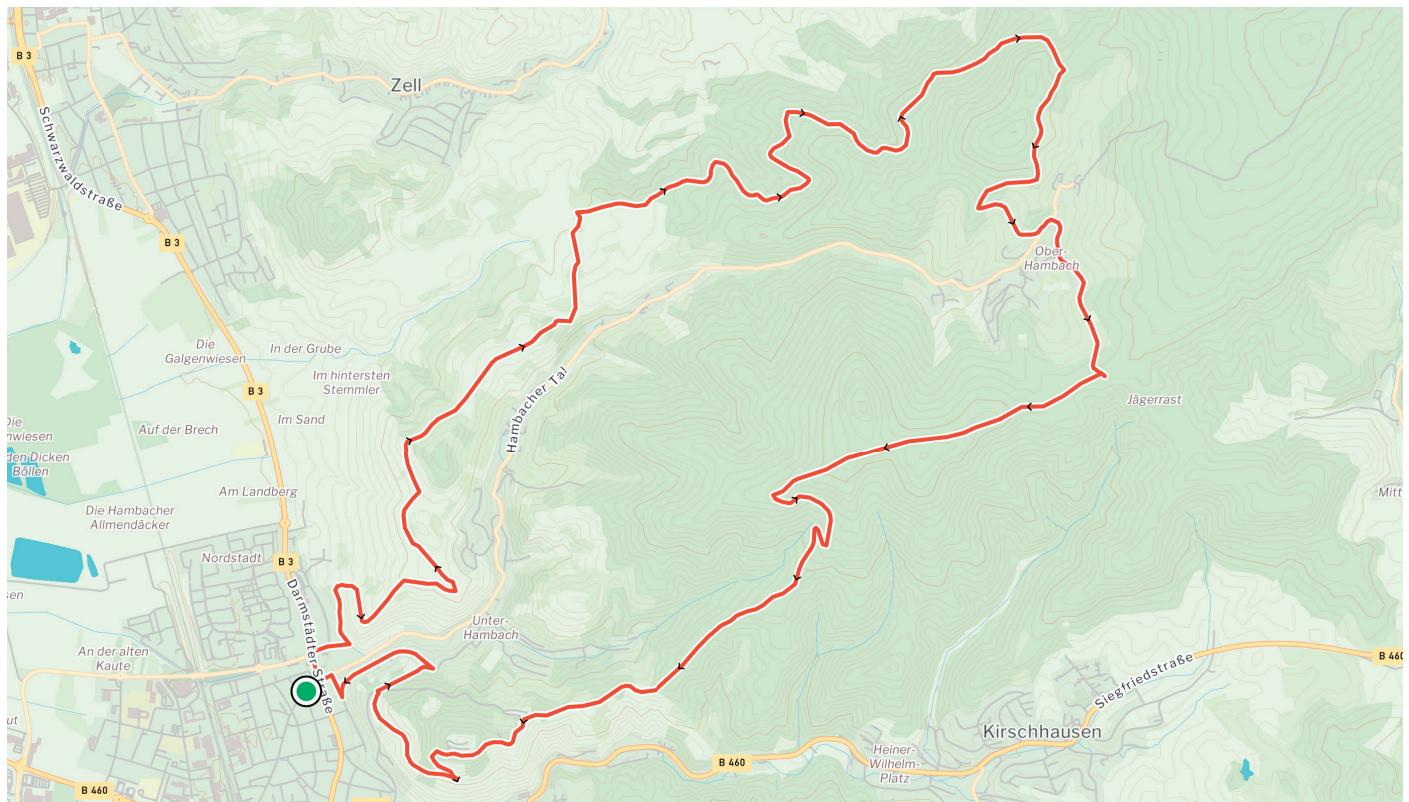 B 3
Zell
Schwarzwaldstraße
B 3
Ober-
Hambach
Die
Galgenwiesen
In der Grube
Im hintersten
Stemmler
B 3
Hambacher Tal
Jägerrast
Die
nwiesen
den Dicken
Böllen
Auf der Brech
Im Sand
Am Landberg
Mitt
Die Hambacher
Allmendäcker
Nordstadt
B 3
sen
Darmstädter Straße
Unter-
Hambach
An der alten
Kaute
Siegfriedstraße
B 460
ut
Kirschhausen
Heiner-
Wilhelm-
Platz
B 460
B 460